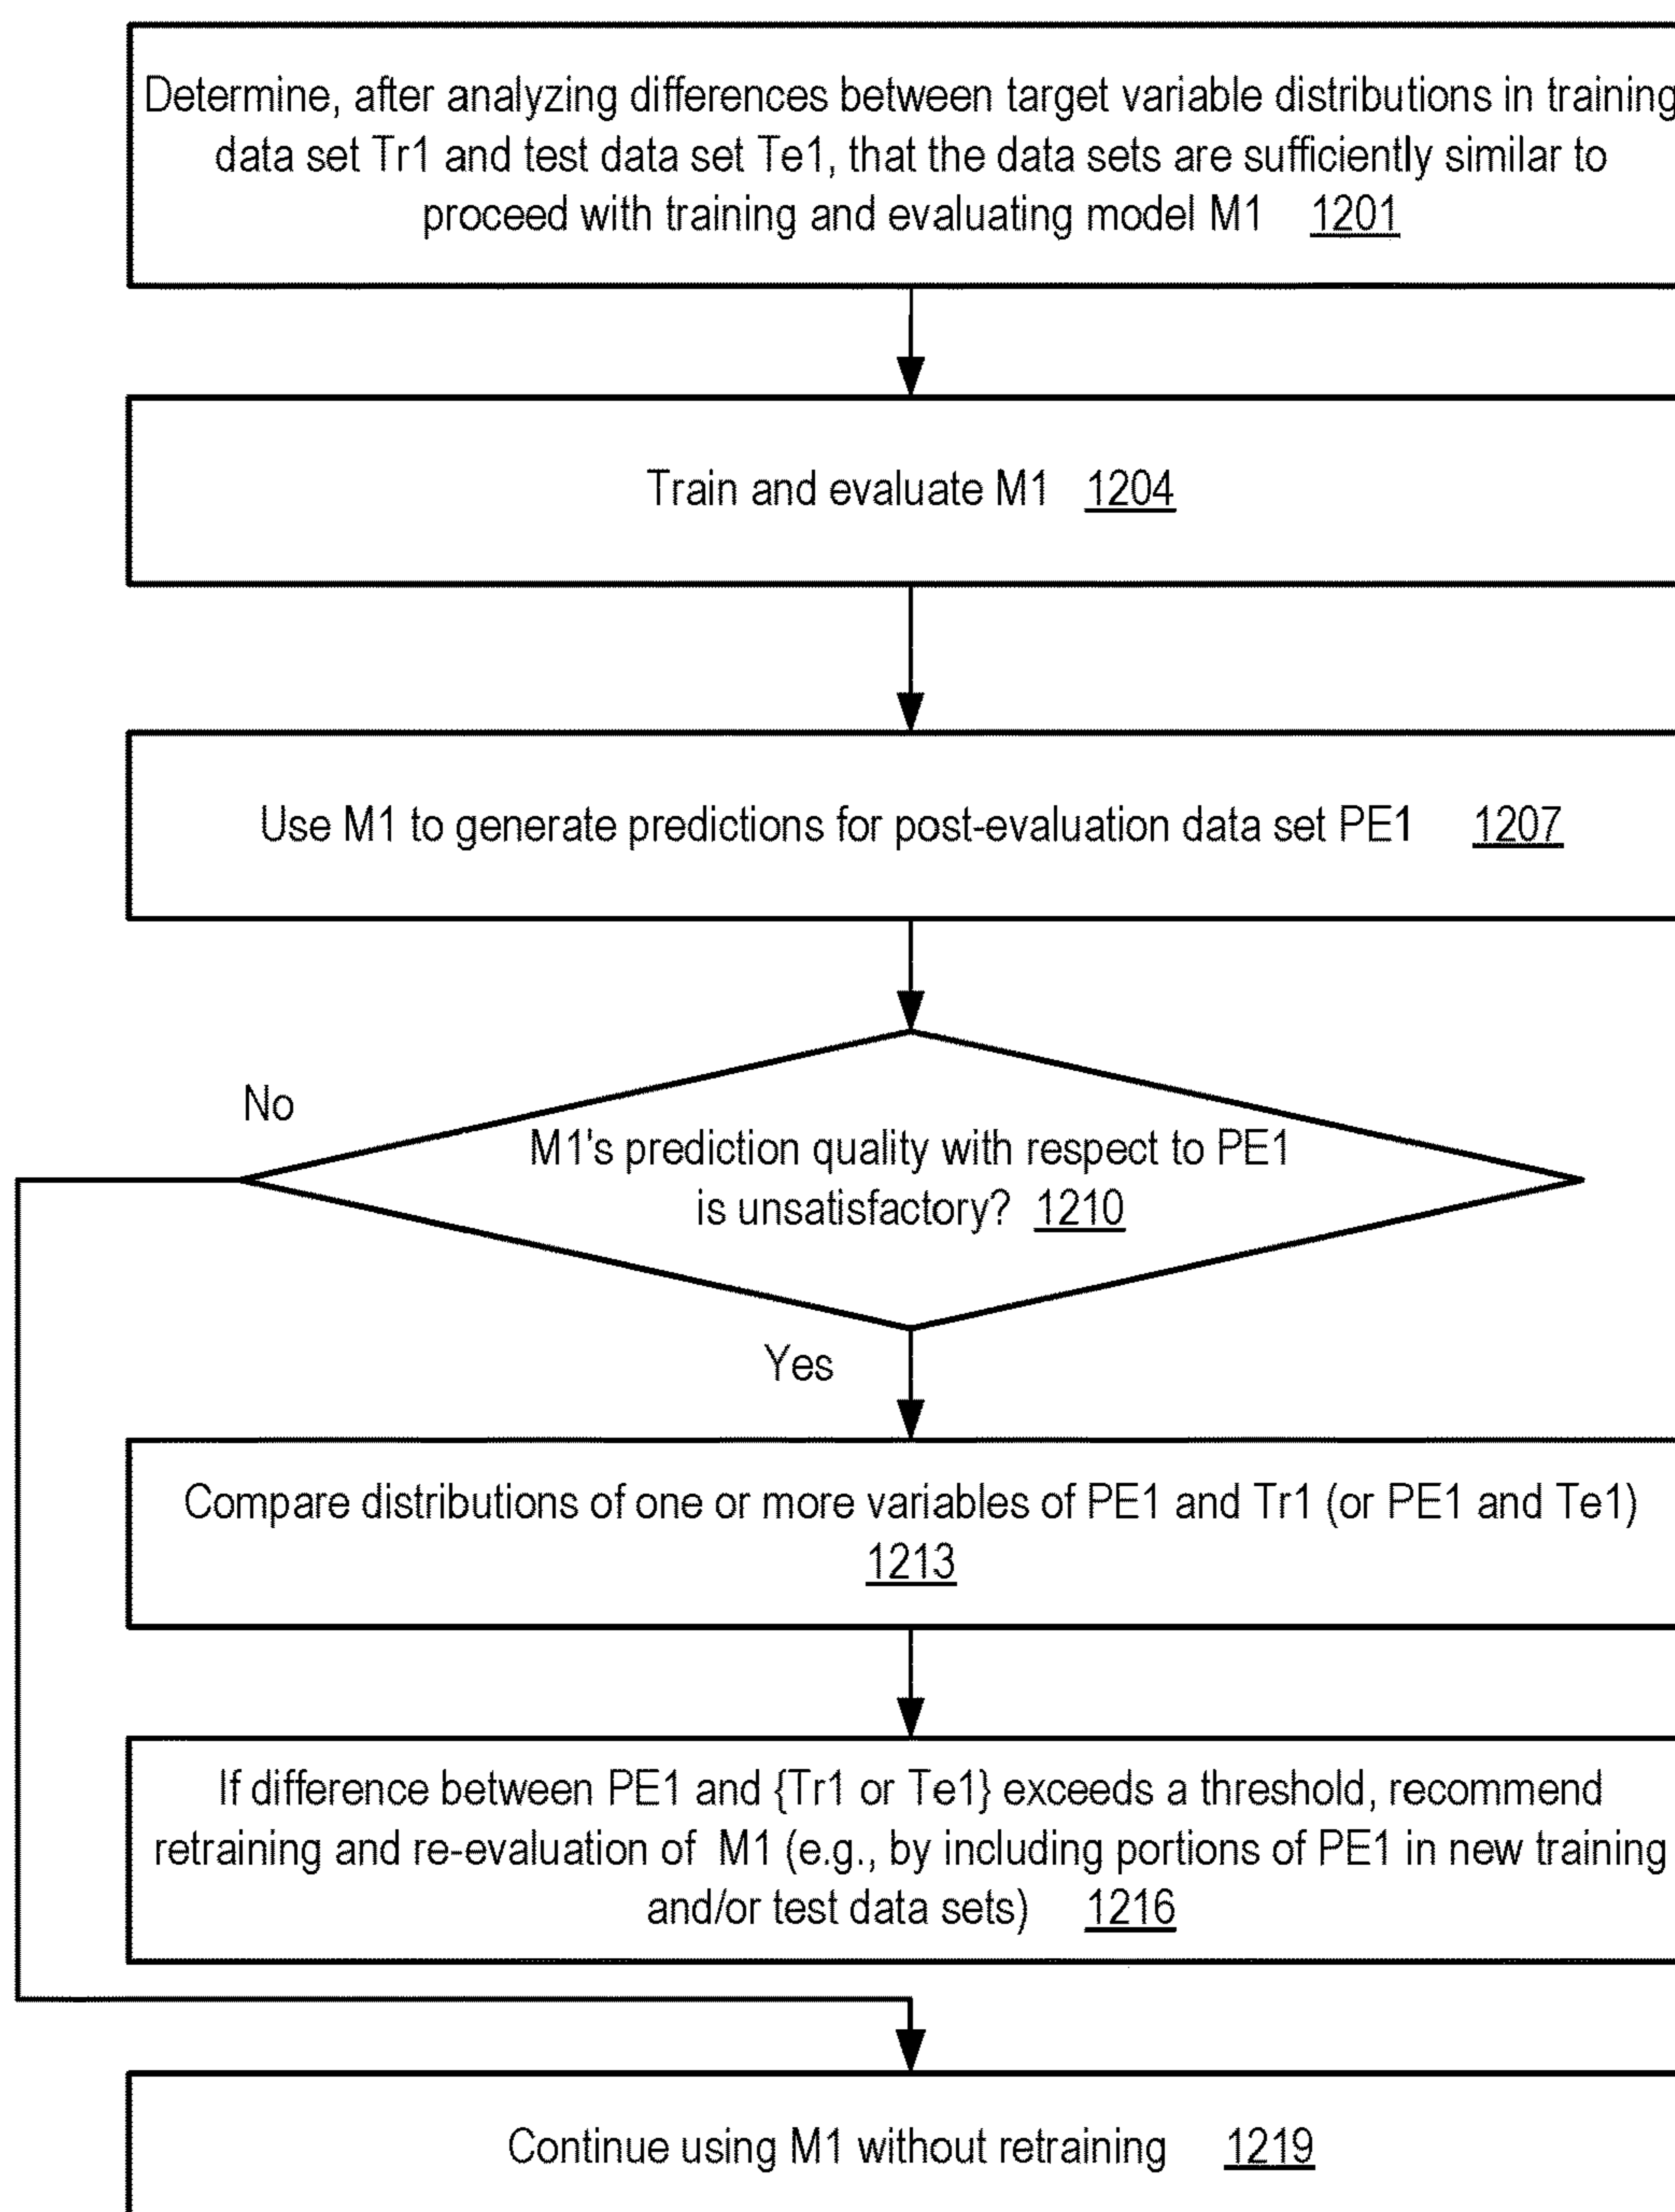 Determine, after analyzing differences between target variable distributions in training
data set Tr1 and test data set Te1, that the data sets are sufficiently similar to
proceed with training and evaluating model M1 1201
Train and evaluate M1 1204
Use M1 to generate predictions for post-evaluation data set PE1 1207
No
M1's prediction quality with respect to PE1
is unsatisfactory? 1210
Yes
Compare distributions of one or more variables of PE1 and Tr1 (or PE1 and Te1)
1213
If difference between PE1 and {Tr1 or Te1} exceeds a threshold, recommend
retraining and re-evaluation of M1 (e.g., by including portions of PE1 in new training
and/or test data sets) 1216
Continue using M1 without retraining 1219